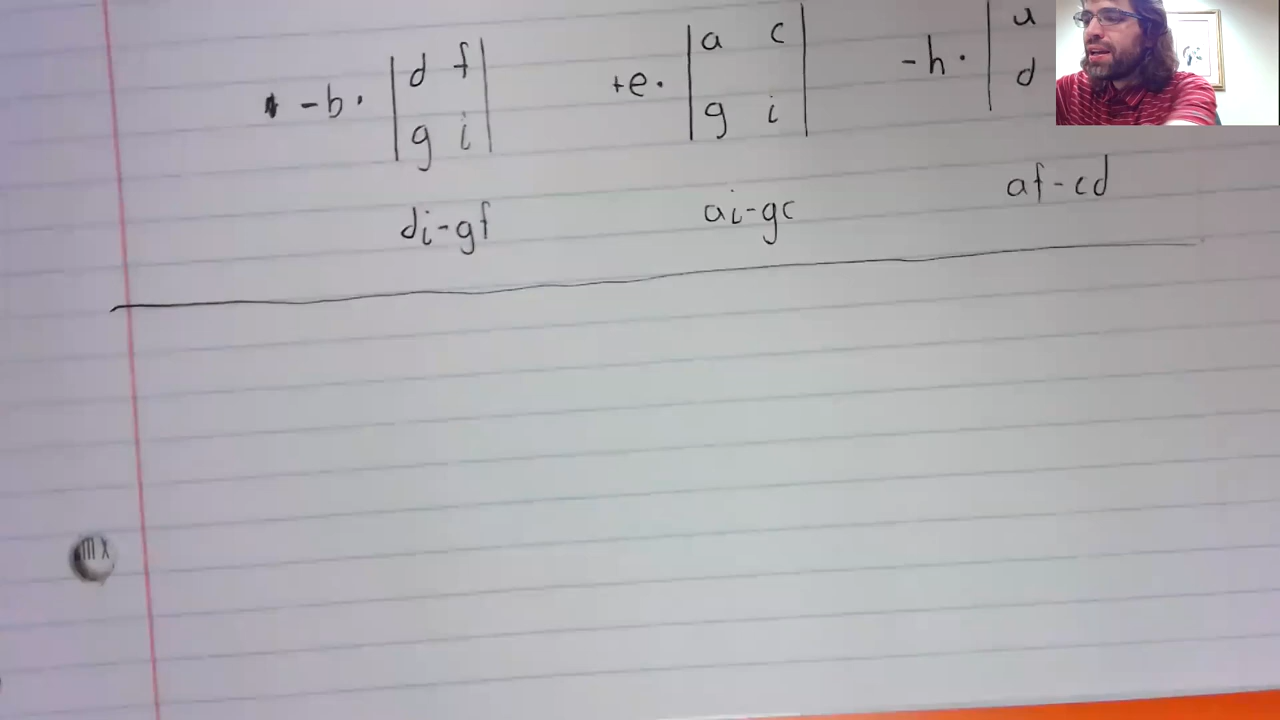 -b· | d f | +e· | a c | -h· | a
| g i | | g i | | d
di-gf ai-gc af-cd